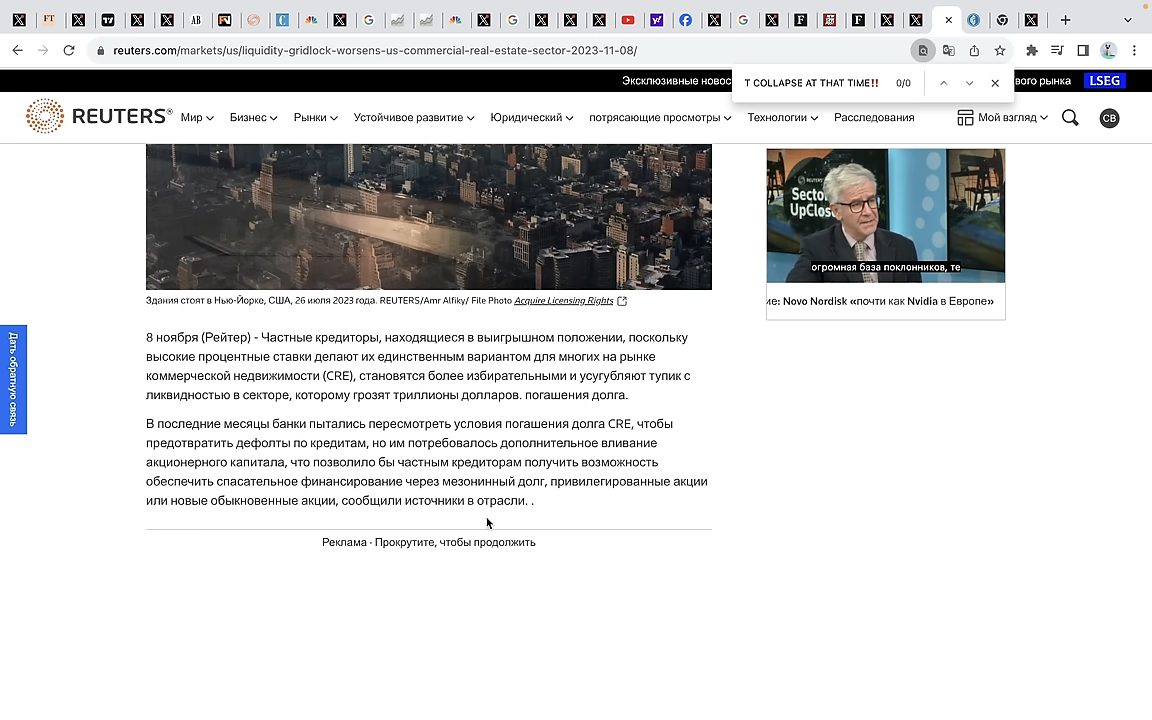 reuters.com/markets/us/liquidity-gridlock-worsens-us-commercial-real-estate-sector-2023-11-08/
Эксклюзивные новос
T COLLAPSE AT THAT TIME‼ 0/0
вого рынка
LSEG
REUTERS®
Мир
Бизнес
Рынки
Устойчивое развитие
Юридический
потрясающие просмотры
Технологии
Расследования
Мой взгляд
СВ
Sector
UpClos
огромная база поклонников, те
ие: Novo Nordisk «почти как Nvidia в Европе»
Здания стоят в Нью-Йорке, США, 26 июля 2023 года. REUTERS/Amr Alfiky/ File Photo Acquire Licensing Rights
Дать обратную связь
8 ноября (Рейтер) - Частные кредиторы, находящиеся в выигрышном положении, поскольку
высокие процентные ставки делают их единственным вариантом для многих на рынке
коммерческой недвижимости (CRE), становятся более избирательными и усугубляют тупик с
ликвидностью в секторе, которому грозят триллионы долларов. погашения долга.
В последние месяцы банки пытались пересмотреть условия погашения долга CRE, чтобы
предотвратить дефолты по кредитам, но им потребовалось дополнительное вливание
акционерного капитала, что позволило бы частным кредиторам получить возможность
обеспечить спасательное финансирование через мезонинный долг, привилегированные акции
или новые обыкновенные акции, сообщили источники в отрасли. .
Реклама · Прокрутите, чтобы продолжить